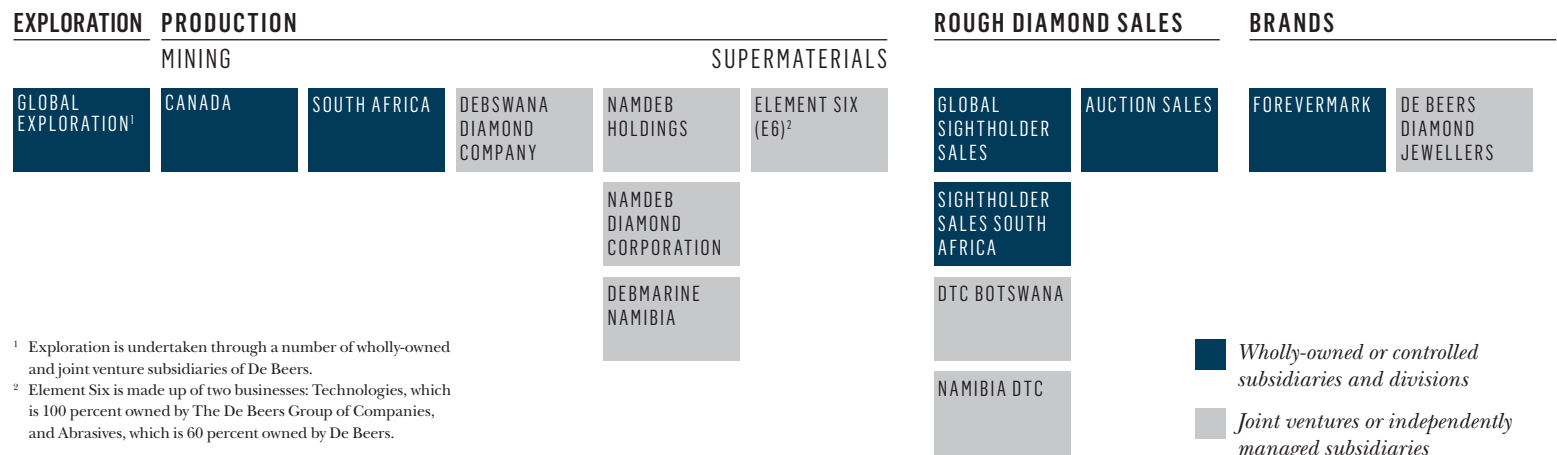 EXPLORATION PRODUCTION ROUGH DIAMOND SALES BRANDS
MINING SUPERMATERIALS
GLOBAL
EXPLORATION¹
CANADA
SOUTH AFRICA
DEBSWANA
DIAMOND
COMPANY
NAMDEB
HOLDINGS
ELEMENT SIX
(E6)²
GLOBAL
SIGHTHOLDER
SALES
AUCTION SALES
FOREVERMARK
DE BEERS
DIAMOND
JEWELLERS
NAMDEB
DIAMOND
CORPORATION
SIGHTHOLDER
SALES SOUTH
AFRICA
DEBMARINE
NAMIBIA
DTC BOTSWANA
NAMIBIA DTC
¹ Exploration is undertaken through a number of wholly-owned
and joint venture subsidiaries of De Beers.
² Element Six is made up of two businesses: Technologies, which
is 100 percent owned by The De Beers Group of Companies,
and Abrasives, which is 60 percent owned by De Beers.
Wholly-owned or controlled
subsidiaries and divisions
Joint ventures or independently
managed subsidiaries